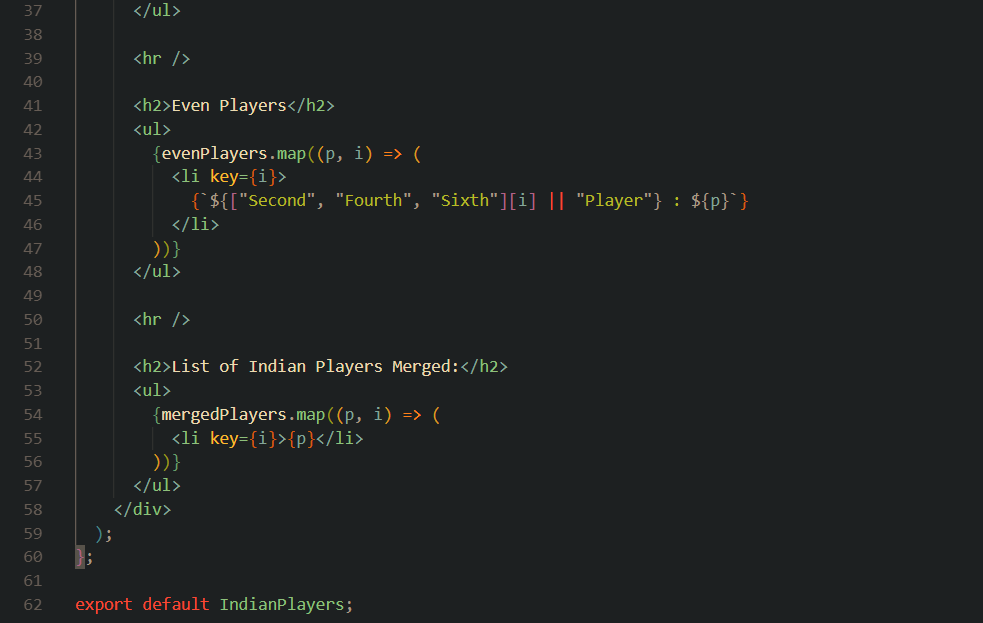 37 </ul>
38
39 <hr />
40
41 <h2>Even Players</h2>
42 <ul>
43 {evenPlayers.map((p, i) => (
44 <li key={i}>
45 {`${["Second", "Fourth", "Sixth"][i] || "Player"} : ${p}`}
46 </li>
47 ))}
48 </ul>
49
50 <hr />
51
52 <h2>List of Indian Players Merged:</h2>
53 <ul>
54 {mergedPlayers.map((p, i) => (
55 <li key={i}>{p}</li>
56 ))}
57 </ul>
58 </div>
59 );
60 };
61
62 export default IndianPlayers;